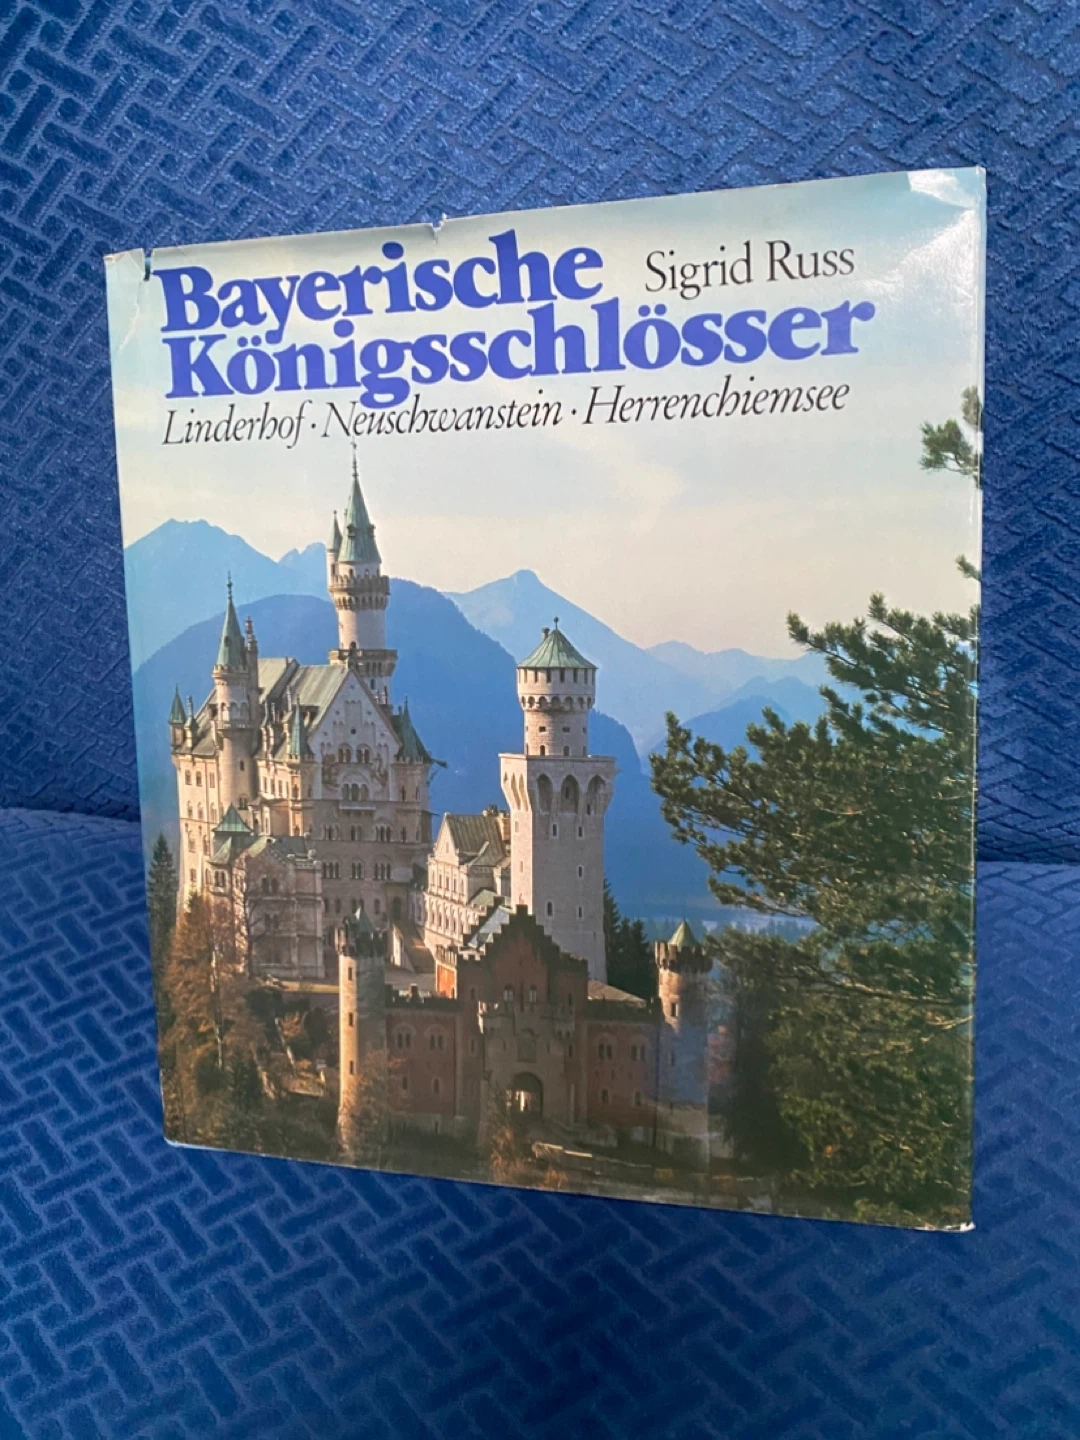 Bayerische
Sigrid Russ
Königsschlösser
Linderhof · Neuschwanstein · Herrenchiemsee